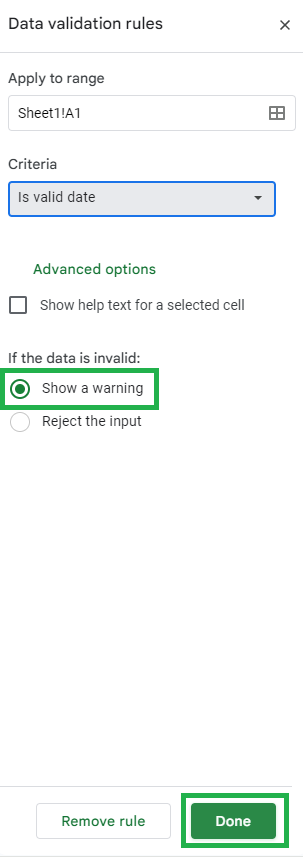 Data validation rules
Apply to range
Sheet1!A1
Criteria
Is valid date
Advanced options
Show help text for a selected cell
If the data is invalid:
Show a warning
Reject the input
Remove rule
Done